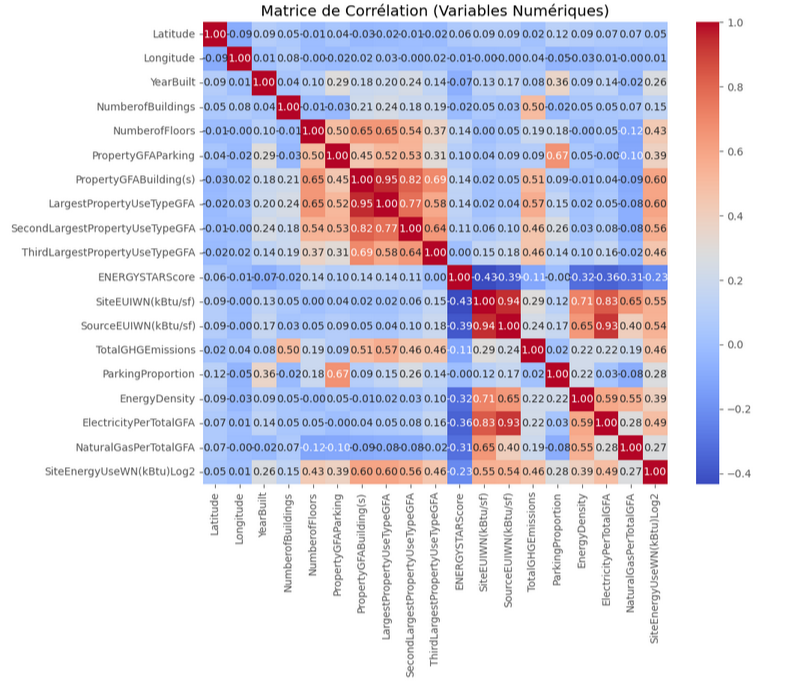 Matrice de Corrélation (Variables Numériques)
Latitude 1.00 -0.09 0.09 0.05 -0.01 0.04 -0.03 -0.02 -0.01 -0.02 0.06 0.09 0.09 0.02 0.12 0.09 0.07 0.07 0.05
Longitude -0.09 1.00 0.01 0.08 -0.00 -0.02 0.02 0.03 -0.00 0.02 -0.01 -0.00 -0.00 0.04 -0.05 -0.03 0.01 -0.00 0.01
YearBuilt 0.09 0.01 1.00 0.04 0.10 0.29 0.18 0.20 0.24 0.14 -0.07 0.13 0.17 0.08 0.36 0.09 0.14 -0.02 0.26
NumberofBuildings 0.05 0.08 0.04 1.00 -0.01 -0.03 0.21 0.24 0.18 0.19 -0.02 0.05 0.03 0.50 -0.02 0.05 0.05 0.07 0.15
NumberofFloors -0.01 -0.00 0.10 -0.01 1.00 0.50 0.65 0.65 0.54 0.37 0.14 0.00 0.05 0.19 0.18 -0.00 0.05 -0.12 0.43
PropertyGFAParking 0.04 -0.02 0.29 -0.03 0.50 1.00 0.45 0.52 0.53 0.31 0.10 0.04 0.09 0.09 0.67 0.05 -0.00 -0.10 0.39
PropertyGFABuilding(s) -0.03 0.02 0.18 0.21 0.65 0.45 1.00 0.95 0.82 0.69 0.14 0.02 0.05 0.51 0.09 -0.01 0.04 -0.09 0.60
LargestPropertyUseTypeGFA -0.02 0.03 0.20 0.24 0.65 0.52 0.95 1.00 0.77 0.58 0.14 0.02 0.04 0.57 0.15 0.02 0.05 -0.08 0.60
SecondLargestPropertyUseTypeGFA -0.01 -0.00 0.24 0.18 0.54 0.53 0.82 0.77 1.00 0.64 0.11 0.06 0.10 0.46 0.26 0.03 0.08 -0.08 0.56
ThirdLargestPropertyUseTypeGFA -0.02 0.02 0.14 0.19 0.37 0.31 0.69 0.58 0.64 1.00 0.00 0.15 0.18 0.46 0.14 0.10 0.16 -0.02 0.46
ENERGYSTARScore 0.06 -0.01 -0.07 -0.02 0.14 0.10 0.14 0.14 0.11 0.00 1.00 -0.43 -0.39 -0.11 -0.00 -0.32 -0.36 -0.31 -0.23
SiteEUIWN(kBtu/sf) 0.09 -0.00 0.13 0.05 0.00 0.04 0.02 0.02 0.06 0.15 -0.43 1.00 0.94 0.29 0.12 0.71 0.83 0.65 0.55
SourceEUIWN(kBtu/sf) 0.09 -0.00 0.17 0.03 0.05 0.09 0.05 0.04 0.10 0.18 -0.39 0.94 1.00 0.24 0.17 0.65 0.93 0.40 0.54
TotalGHGEmissions 0.02 0.04 0.08 0.50 0.19 0.09 0.51 0.57 0.46 0.46 -0.11 0.29 0.24 1.00 0.02 0.22 0.22 0.19 0.46
ParkingProportion 0.12 -0.05 0.36 -0.02 0.18 0.67 0.09 0.15 0.26 0.14 -0.00 0.12 0.17 0.02 1.00 0.22 0.03 -0.08 0.28
EnergyDensity 0.09 -0.03 0.09 0.05 -0.00 0.05 -0.01 0.02 0.03 0.10 -0.32 0.71 0.65 0.22 0.22 1.00 0.59 0.55 0.39
ElectricityPerTotalGFA 0.07 0.01 0.14 0.05 0.05 -0.00 0.04 0.05 0.08 0.16 -0.36 0.83 0.93 0.22 0.03 0.59 1.00 0.28 0.49
NaturalGasPerTotalGFA 0.07 -0.00 -0.02 0.07 -0.12 -0.10 -0.09 -0.08 -0.08 -0.02 -0.31 0.65 0.40 0.19 -0.08 0.55 0.28 1.00 0.27
SiteEnergyUseWN(kBtu)Log2 0.05 0.01 0.26 0.15 0.43 0.39 0.60 0.60 0.56 0.46 -0.23 0.55 0.54 0.46 0.28 0.39 0.49 0.27 1.00
Latitude
Longitude
YearBuilt
NumberofBuildings
NumberofFloors
PropertyGFAParking
PropertyGFABuilding(s)
LargestPropertyUseTypeGFA
SecondLargestPropertyUseTypeGFA
ThirdLargestPropertyUseTypeGFA
ENERGYSTARScore
SiteEUIWN(kBtu/sf)
SourceEUIWN(kBtu/sf)
TotalGHGEmissions
ParkingProportion
EnergyDensity
ElectricityPerTotalGFA
NaturalGasPerTotalGFA
SiteEnergyUseWN(kBtu)Log2
1.0
0.8
0.6
0.4
0.2
0.0
−0.2
−0.4